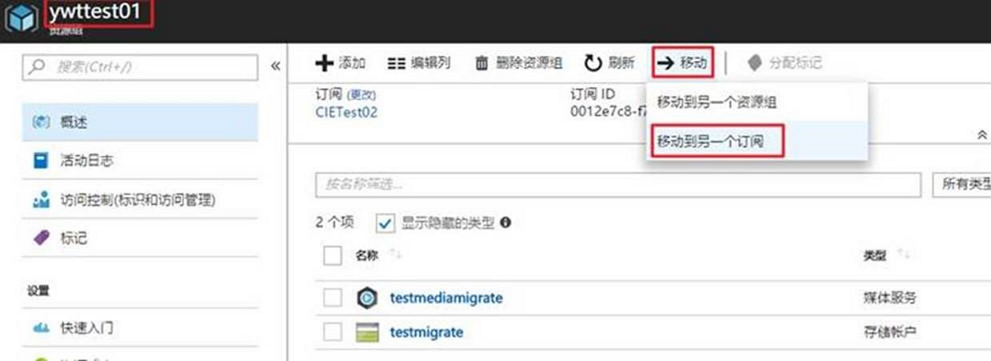 ywttest01
资源组
搜索(Ctrl+/)
«
添加 编辑列 删除资源组 刷新 移动 分配标记
订阅 (更改)
CIETest02
订阅 ID
0012e7c8-f7
移动到另一个资源组
移动到另一个订阅
概述
活动日志
访问控制(标识和访问管理)
标记
设置
快速入门
按名称筛选...
所有类型
2 个项 显示隐藏的类型
名称 类型
testmediamigrate 媒体服务
testmigrate 存储帐户